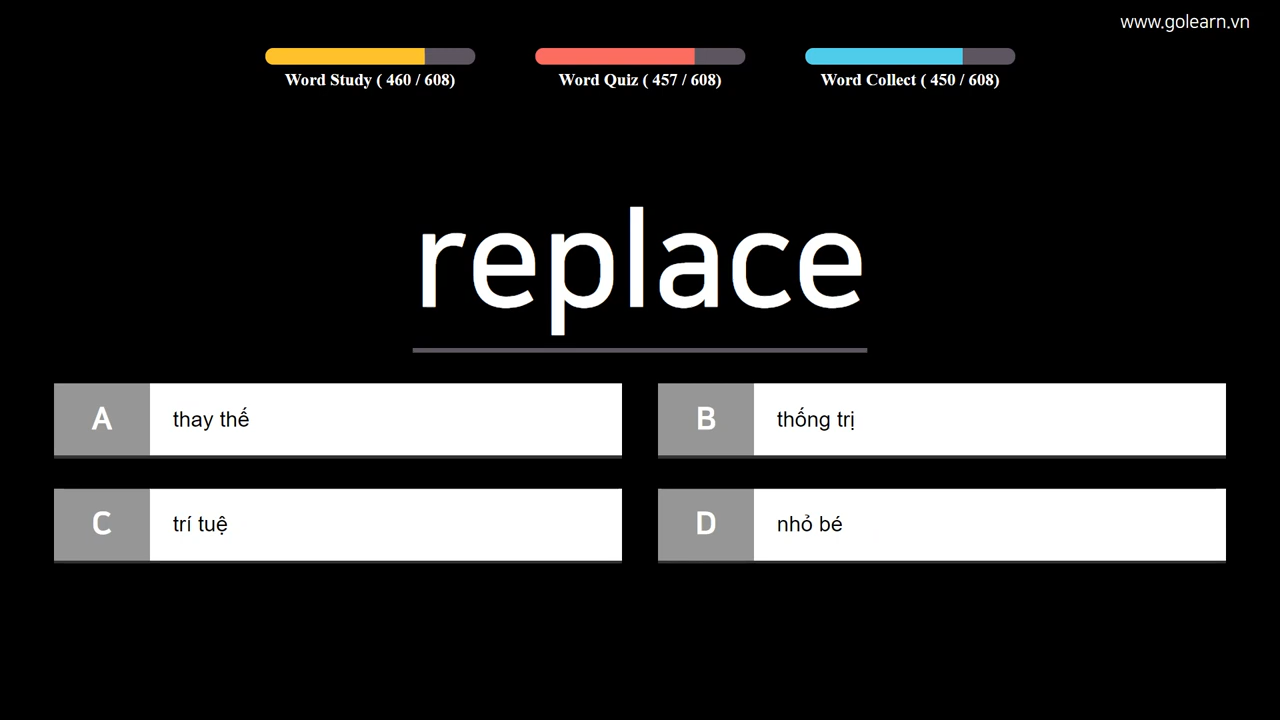 www.golearn.vn
Word Study ( 460 / 608)
Word Quiz ( 457 / 608)
Word Collect ( 450 / 608)
replace
A thay thế
B thống trị
C trí tuệ
D nhỏ bé